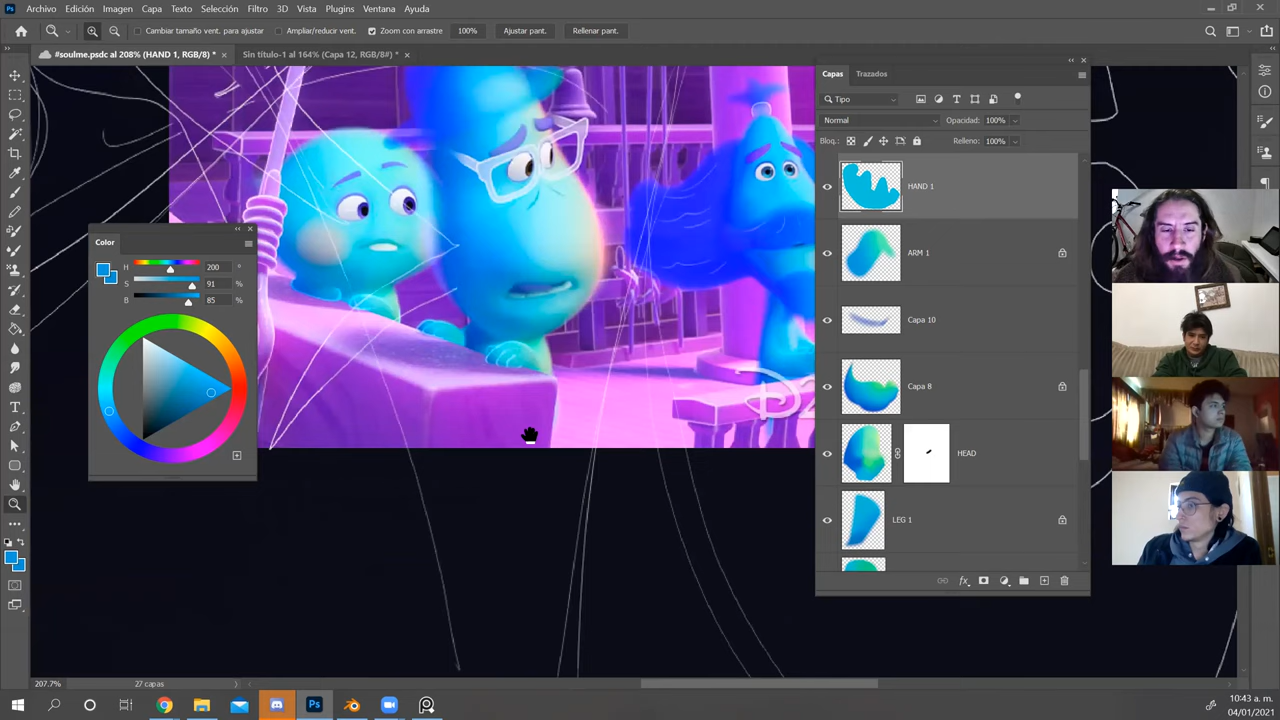 Archivo Edición Imagen Capa Texto Selección Filtro 3D Vista Plugins Ventana Ayuda
Cambiar tamaño vent. para ajustar Ampliar/reducir vent. Zoom con arrastre 100% Ajustar pant. Rellenar pant.
#soulme.psdc al 208% (HAND 1, RGB/8) * × Sin título-1 al 164% (Capa 12, RGB/8#) * ×
Capas Trazados
Tipo
Normal Opacidad: 100%
Bloq.: Relleno: 100%
HAND 1
ARM 1
Capa 10
Capa 8
HEAD
LEG 1
Color
H 200 °
S 91 %
B 85 %
207.7% 27 capas
10:43 a. m.
04/01/2021